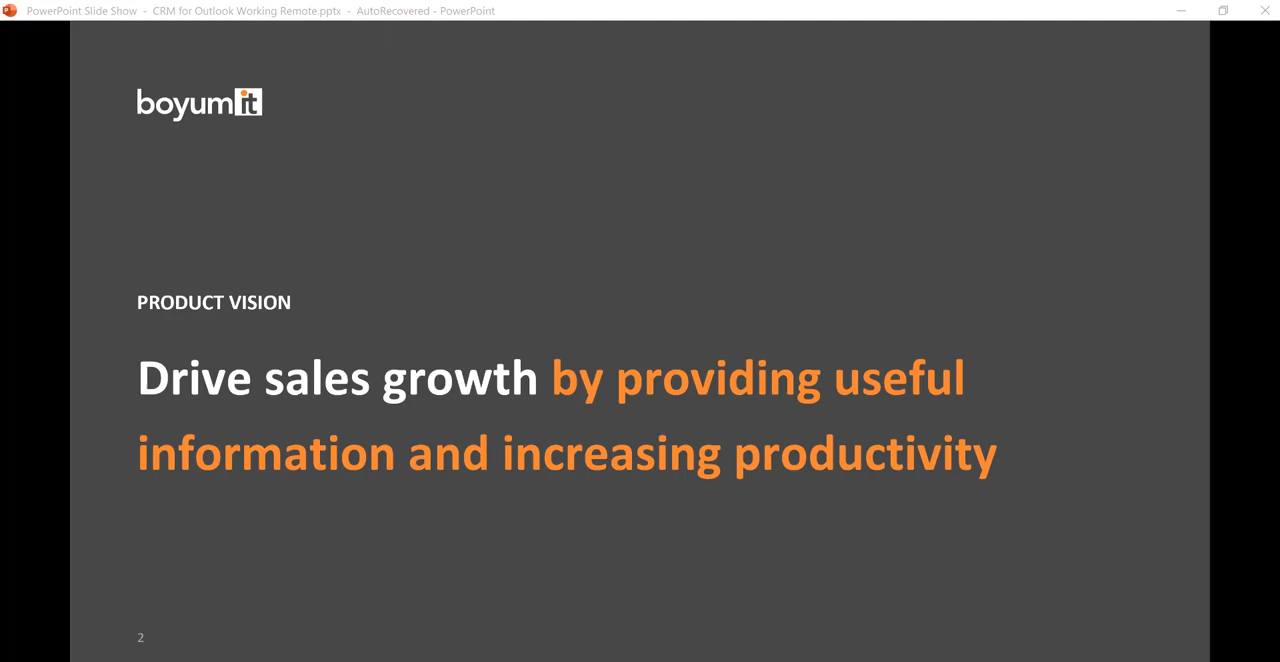 PowerPoint Slide Show - CRM for Outlook Working Remote.pptx - AutoRecovered - PowerPoint
boyumit
PRODUCT VISION
Drive sales growth by providing useful
information and increasing productivity
2